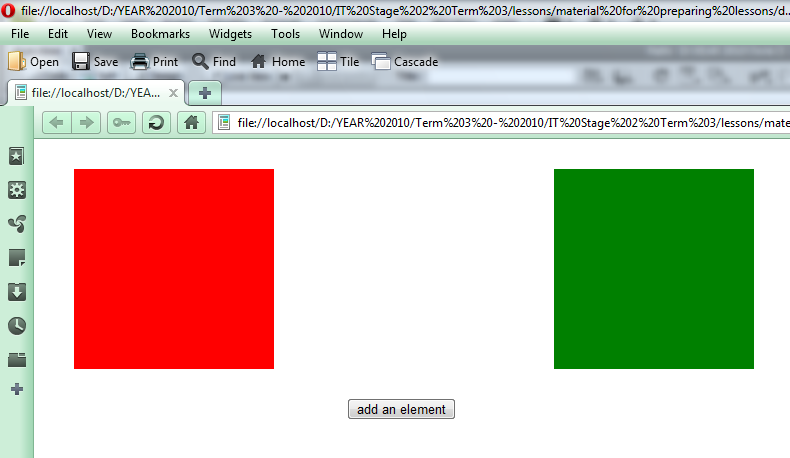 file://localhost/D:/YEAR%202010/Term%203%20-%202010/IT%20Stage%202%20Term%203/lessons/material%20for%20preparing%20lessons/d...
File Edit View Bookmarks Widgets Tools Window Help
Open Save Print Find Home Tile Cascade
file://localhost/D:/YEA...
file://localhost/D:/YEAR%202010/Term%203%20-%202010/IT%20Stage%202%20Term%203/lessons/mate
add an element